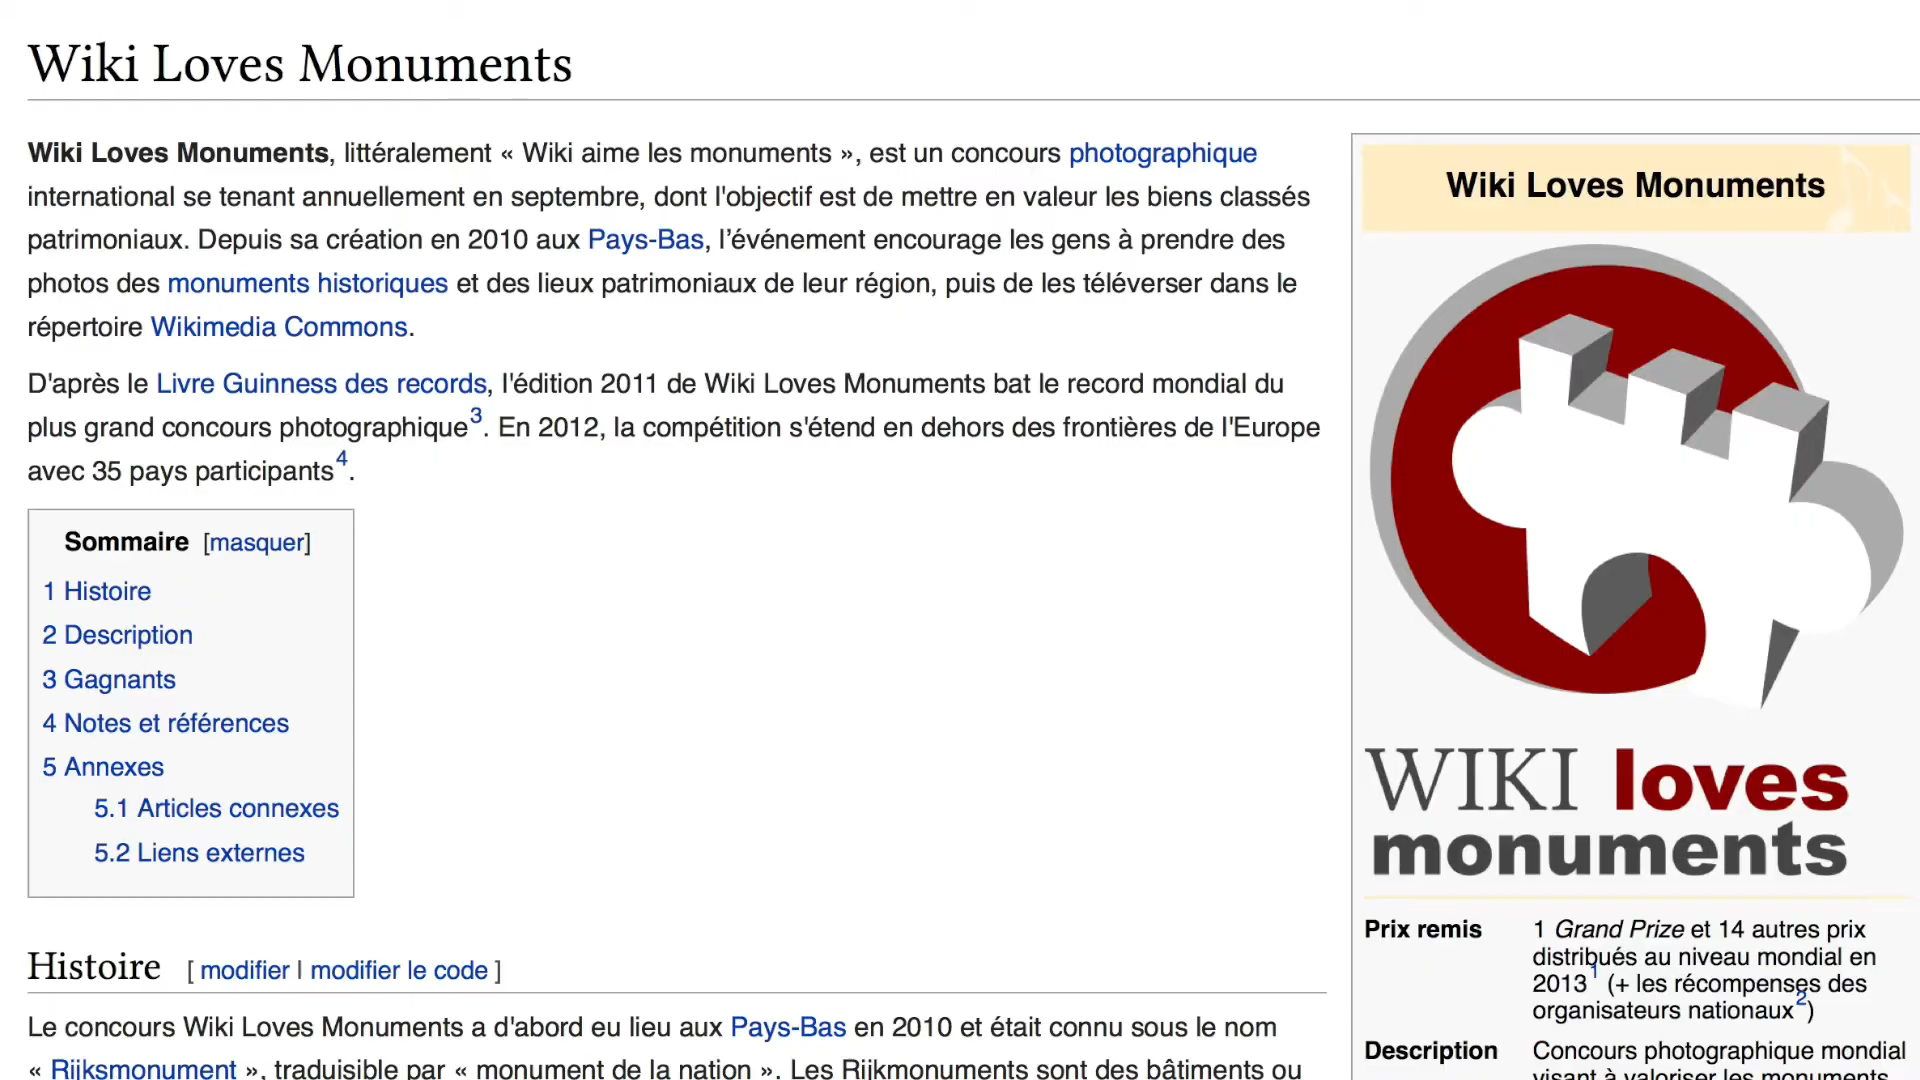 Wiki Loves Monuments
Wiki Loves Monuments, littéralement « Wiki aime les monuments », est un concours photographique
international se tenant annuellement en septembre, dont l'objectif est de mettre en valeur les biens classés
patrimoniaux. Depuis sa création en 2010 aux Pays-Bas, l’événement encourage les gens à prendre des
photos des monuments historiques et des lieux patrimoniaux de leur région, puis de les téléverser dans le
répertoire Wikimedia Commons.
D'après le Livre Guinness des records, l'édition 2011 de Wiki Loves Monuments bat le record mondial du
plus grand concours photographique3. En 2012, la compétition s'étend en dehors des frontières de l'Europe
avec 35 pays participants4.
Sommaire [masquer]
1 Histoire
2 Description
3 Gagnants
4 Notes et références
5 Annexes
5.1 Articles connexes
5.2 Liens externes
Histoire [ modifier | modifier le code ]
Le concours Wiki Loves Monuments a d'abord eu lieu aux Pays-Bas en 2010 et était connu sous le nom
« Rijksmonument », traduisible par « monument de la nation ». Les Rijkmonuments sont des bâtiments ou
Wiki Loves Monuments
WIKI loves
monuments
Prix remis 1 Grand Prize et 14 autres prix
distribués au niveau mondial en
20131 (+ les récompenses des
organisateurs nationaux2)
Description Concours photographique mondial
visant à valoriser les monuments